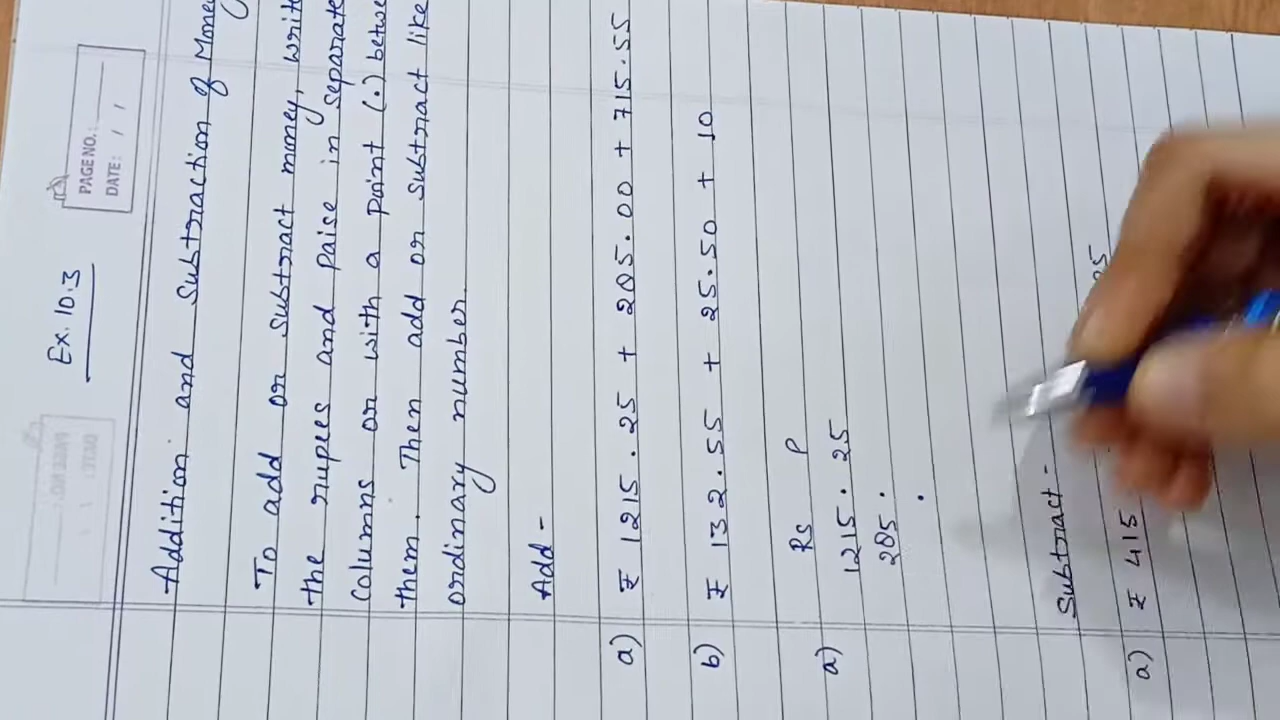 PAGE NO.:
DATE: / /
Ex. 10.3
Addition and Subtraction of
To add or subtract money, write
the rupees and paise in separate
columns or with a point (.)
them. Then add or subtract like
ordinary number.
Add -
a) ₹ 1215.25 + 205.00 + 715.55
b) ₹ 132.55 + 25.50 + 10
Rs P
a) 1215.25
205.
.
Subtract -
a) ₹ 415